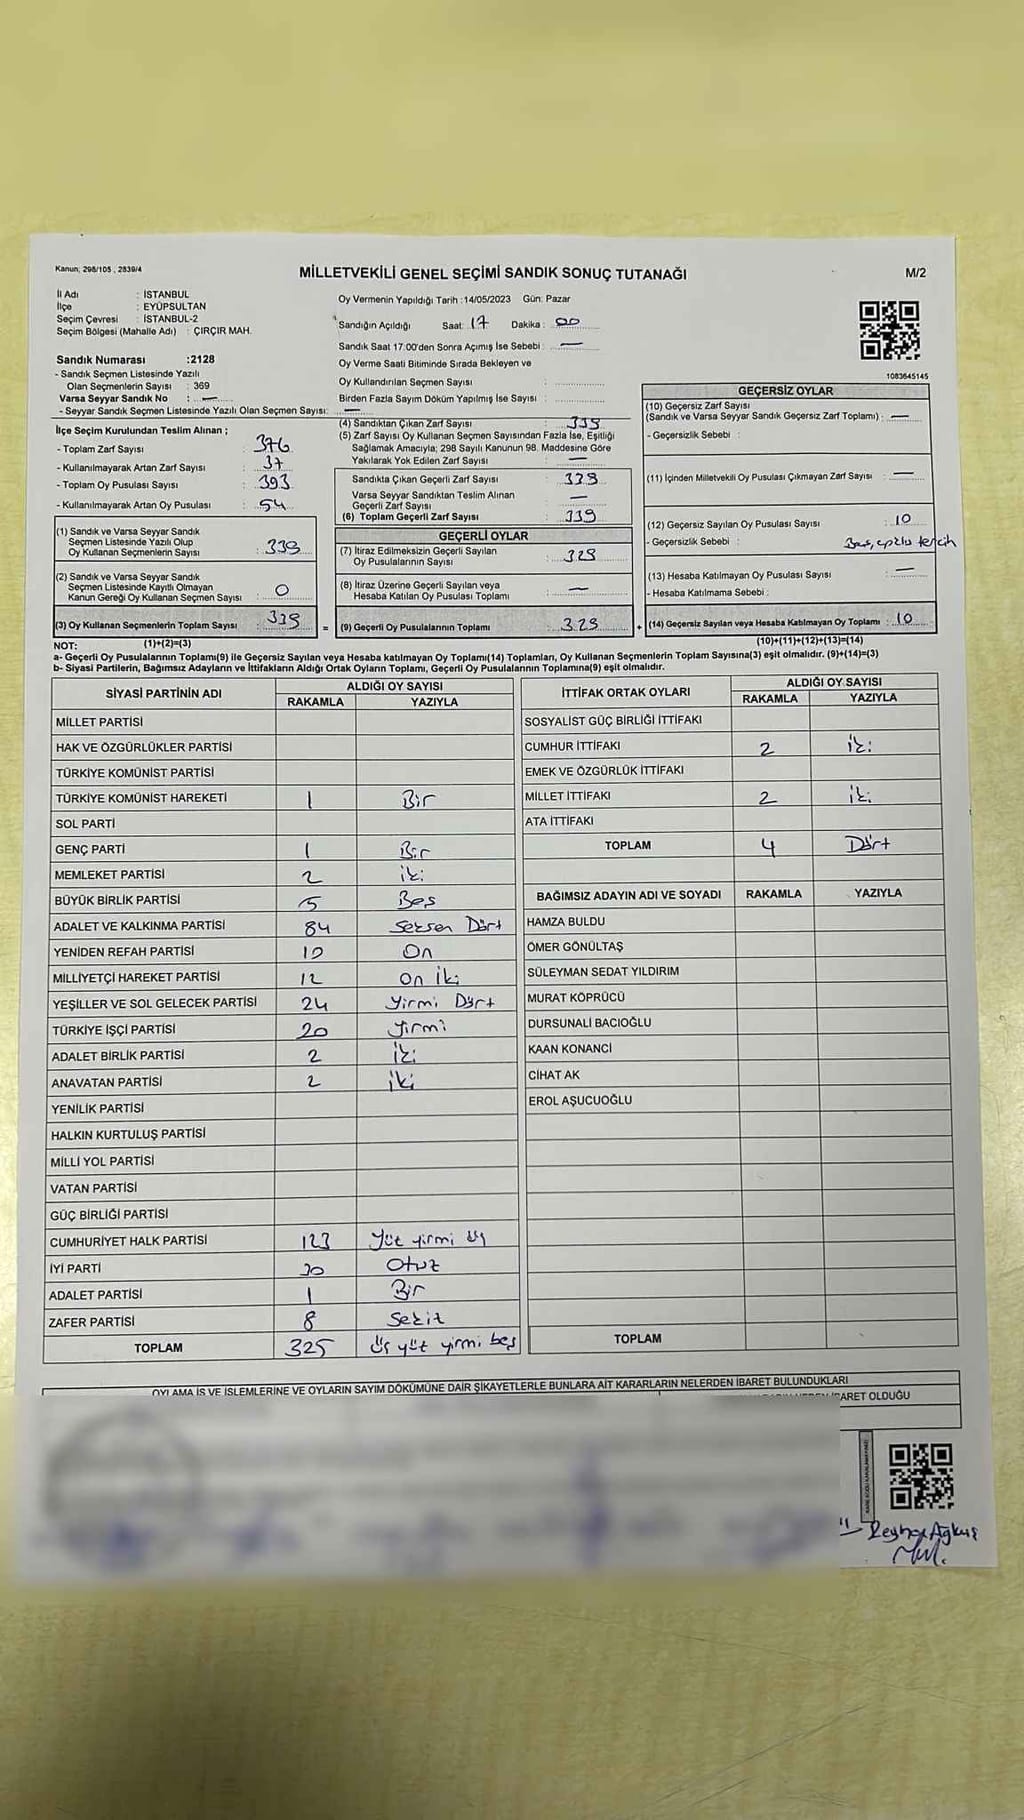 Kanun; 298/105 , 2839/4
MİLLETVEKİLİ GENEL SEÇİMİ SANDIK SONUÇ TUTANAĞI
M/2
İl Adı : İSTANBUL
İlçe : EYÜPSULTAN
Seçim Çevresi : İSTANBUL-2
Seçim Bölgesi (Mahalle Adı) : ÇIRÇIR MAH.
Sandık Numarası :2128
- Sandık Seçmen Listesinde Yazılı
Olan Seçmenlerin Sayısı : 369
Varsa Seyyar Sandık No : —
- Seyyar Sandık Seçmen Listesinde Yazılı Olan Seçmen Sayısı: —
İlçe Seçim Kurulundan Teslim Alınan ;
- Toplam Zarf Sayısı : 376
- Kullanılmayarak Artan Zarf Sayısı : 37
- Toplam Oy Pusulası Sayısı : 393
- Kullanılmayarak Artan Oy Pusulası : 54
(1) Sandık ve Varsa Seyyar Sandık
Seçmen Listesinde Yazılı Olup
Oy Kullanan Seçmenlerin Sayısı : 339
(2) Sandık ve Varsa Seyyar Sandık
Seçmen Listesinde Kayıtlı Olmayan
Kanun Gereği Oy Kullanan Seçmen Sayısı : 0
(3) Oy Kullanan Seçmenlerin Toplam Sayısı : 339
(1)+(2)=(3)
Oy Vermenin Yapıldığı Tarih :14/05/2023 Gün: Pazar
Sandığın Açıldığı Saat: 17 Dakika : 00
Sandık Saat 17:00'den Sonra Açımış İse Sebebi : —
Oy Verme Saati Bitiminde Sırada Bekleyen ve
Oy Kullandırılan Seçmen Sayısı :
Birden Fazla Sayım Döküm Yapılmış İse Sayısı :
(4) Sandıktan Çıkan Zarf Sayısı : 339
(5) Zarf Sayısı Oy Kullanan Seçmen Sayısından Fazla İse, Eşitliği
Sağlamak Amacıyla; 298 Sayılı Kanunun 98. Maddesine Göre
Yakılarak Yok Edilen Zarf Sayısı : —
Sandıkta Çıkan Geçerli Zarf Sayısı : 339
Varsa Seyyar Sandıktan Teslim Alınan
Geçerli Zarf Sayısı : —
(6) Toplam Geçerli Zarf Sayısı : 339
GEÇERLİ OYLAR
(7) İtiraz Edilmeksizin Geçerli Sayılan
Oy Pusulalarının Sayısı : 329
(8) İtiraz Üzerine Geçerli Sayılan veya
Hesaba Katılan Oy Pusulası Toplamı : —
= (9) Geçerli Oy Pusulalarının Toplamı : 329 +
1083645145
GEÇERSİZ OYLAR
(10) Geçersiz Zarf Sayısı
(Sandık ve Varsa Seyyar Sandık Geçersiz Zarf Toplamı) : —
- Geçersizlik Sebebi :
(11) İçinden Milletvekili Oy Pusulası Çıkmayan Zarf Sayısı : —
(12) Geçersiz Sayılan Oy Pusulası Sayısı : 10
- Geçersizlik Sebebi : Boş, çoklu tercih
(13) Hesaba Katılmayan Oy Pusulası Sayısı : —
- Hesaba Katılmama Sebebi :
(14) Geçersiz Sayılan veya Hesaba Katılmayan Oy Toplamı : 10
(10)+(11)+(12)+(13)=(14)
NOT:
a- Geçerli Oy Pusulalarının Toplamı(9) ile Geçersiz Sayılan veya Hesaba katılmayan Oy Toplamı(14) Toplamları, Oy Kullanan Seçmenlerin Toplam Sayısına(3) eşit olmalıdır. (9)+(14)=(3)
b- Siyasi Partilerin, Bağımsız Adayların ve İttifakların Aldığı Ortak Oyların Toplamı, Geçerli Oy Pusulalarının Toplamına(9) eşit olmalıdır.
SİYASİ PARTİNİN ADI ALDIĞI OY SAYISI
RAKAMLA YAZIYLA
MİLLET PARTİSİ
HAK VE ÖZGÜRLÜKLER PARTİSİ
TÜRKİYE KOMÜNİST PARTİSİ
TÜRKİYE KOMÜNİST HAREKETİ 1 Bir
SOL PARTİ
GENÇ PARTİ 1 Bir
MEMLEKET PARTİSİ 2 iki
BÜYÜK BİRLİK PARTİSİ 5 Beş
ADALET VE KALKINMA PARTİSİ 84 Seksen Dört
YENİDEN REFAH PARTİSİ 10 On
MİLLİYETÇİ HAREKET PARTİSİ 12 On iki
YEŞİLLER VE SOL GELECEK PARTİSİ 24 Yirmi Dört
TÜRKİYE İŞÇİ PARTİSİ 20 Yirmi
ADALET BİRLİK PARTİSİ 2 iki
ANAVATAN PARTİSİ 2 iki
YENİLİK PARTİSİ
HALKIN KURTULUŞ PARTİSİ
MİLLİ YOL PARTİSİ
VATAN PARTİSİ
GÜÇ BİRLİĞİ PARTİSİ
CUMHURİYET HALK PARTİSİ 123 Yüz yirmi üç
İYİ PARTİ 30 Otuz
ADALET PARTİSİ 1 Bir
ZAFER PARTİSİ 8 Sekiz
TOPLAM 325 Üç yüz yirmi beş
İTTİFAK ORTAK OYLARI ALDIĞI OY SAYISI
RAKAMLA YAZIYLA
SOSYALİST GÜÇ BİRLİĞİ İTTİFAKI
CUMHUR İTTİFAKI 2 iki
EMEK VE ÖZGÜRLÜK İTTİFAKI
MİLLET İTTİFAKI 2 iki
ATA İTTİFAKI
TOPLAM 4 Dört
BAĞIMSIZ ADAYIN ADI VE SOYADI RAKAMLA YAZIYLA
HAMZA BULDU
ÖMER GÖNÜLTAŞ
SÜLEYMAN SEDAT YILDIRIM
MURAT KÖPRÜCÜ
DURSUNALİ BACIOĞLU
KAAN KONANCİ
CİHAT AK
EROL AŞUCUOĞLU
TOPLAM
OYLAMA İŞ VE İŞLEMLERİNE VE OYLARIN SAYIM DÖKÜMÜNE DAİR ŞİKAYETLERLE BUNLARA AİT KARARLARIN NELERDEN İBARET BULUNDUKLARI
İBARET OLDUĞU